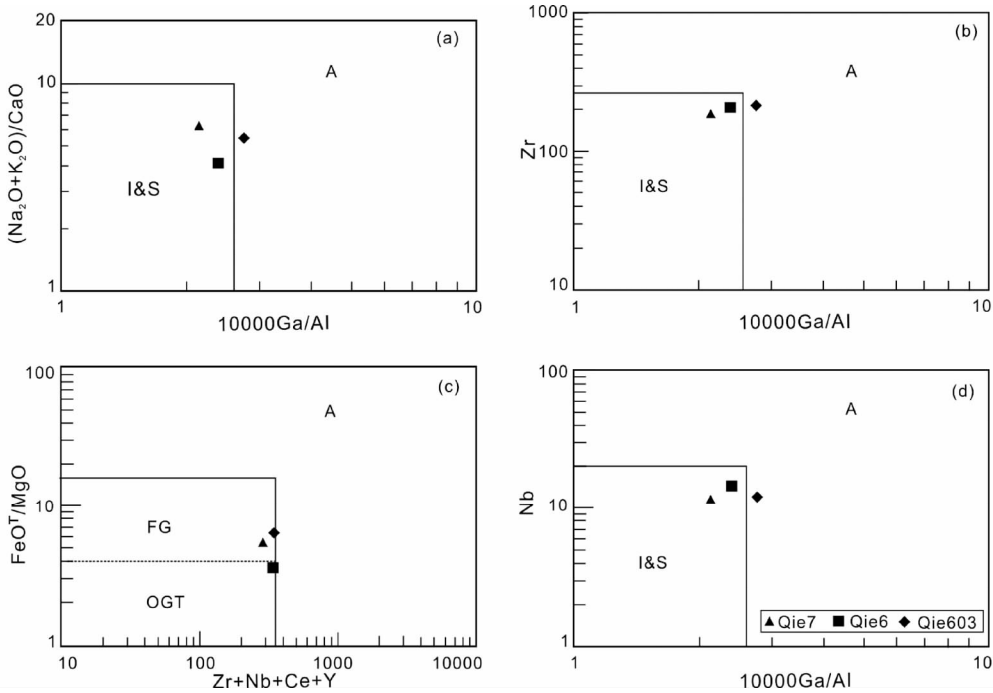 20
(a)
A
10
(Na₂O+K₂O)/CaO
I&S
1
1
10
10000Ga/Al
1000
(b)
A
Zr
100
I&S
10
1
10
10000Ga/Al
100
(c)
A
FeOᵀ/MgO
10
FG
OGT
1
10
100
1000
10000
Zr+Nb+Ce+Y
100
(d)
A
Nb
10
I&S
Qie7 Qie6 Qie603
1
1
10
10000Ga/Al